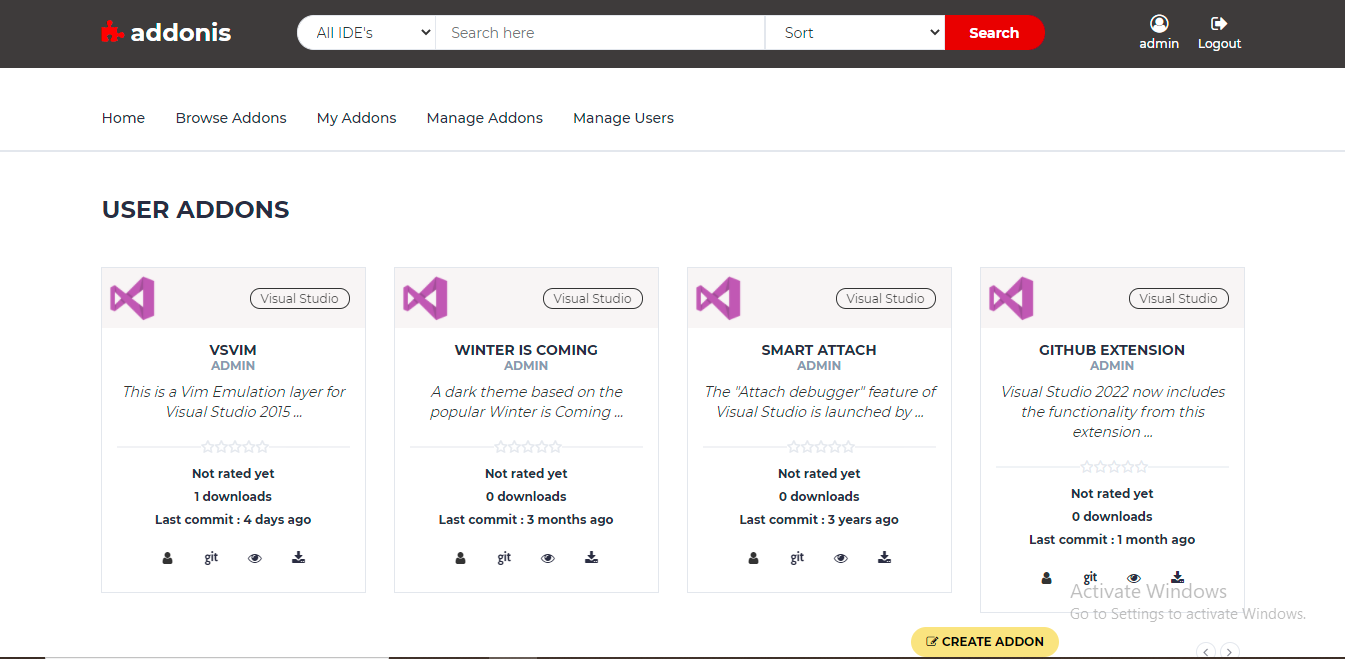 addonis
All IDE's
Search here
Sort
Search
admin
Logout
Home
Browse Addons
My Addons
Manage Addons
Manage Users
USER ADDONS
Visual Studio
VSVIM
ADMIN
This is a Vim Emulation layer for
Visual Studio 2015 ...
Not rated yet
1 downloads
Last commit : 4 days ago
git
Visual Studio
WINTER IS COMING
ADMIN
A dark theme based on the
popular Winter is Coming ...
Not rated yet
0 downloads
Last commit : 3 months ago
git
Visual Studio
SMART ATTACH
ADMIN
The "Attach debugger" feature of
Visual Studio is launched by ...
Not rated yet
0 downloads
Last commit : 3 years ago
git
Visual Studio
GITHUB EXTENSION
ADMIN
Visual Studio 2022 now includes
the functionality from this
extension ...
Not rated yet
0 downloads
Last commit : 1 month ago
git
Activate Windows
Go to Settings to activate Windows.
CREATE ADDON